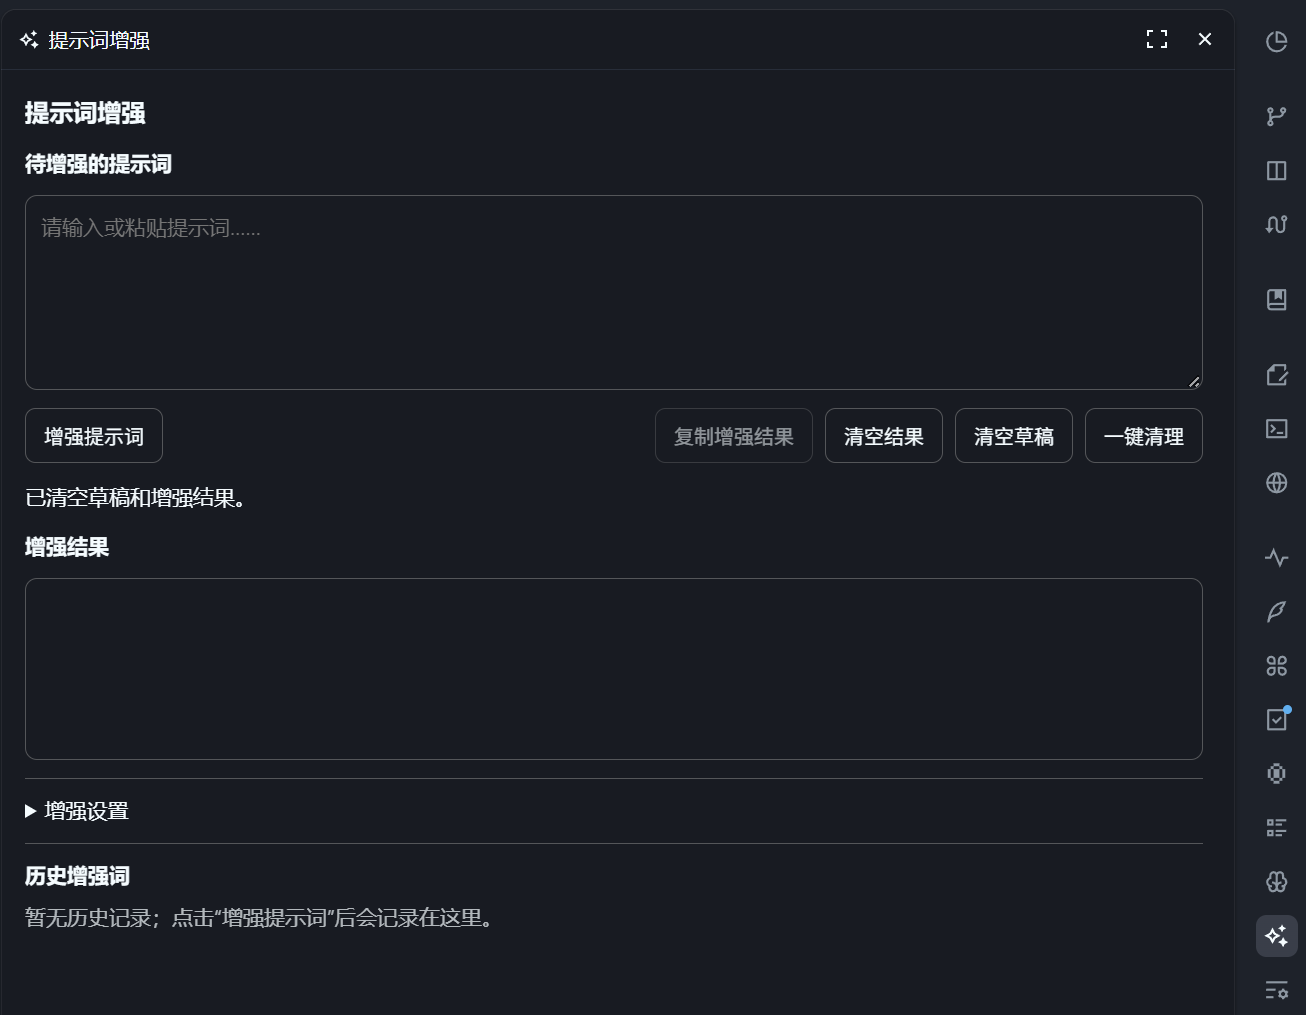 提示词增强
提示词增强
待增强的提示词
请输入或粘贴提示词......
增强提示词
复制增强结果
清空结果
清空草稿
一键清理
已清空草稿和增强结果。
增强结果
增强设置
历史增强词
暂无历史记录；点击“增强提示词”后会记录在这里。